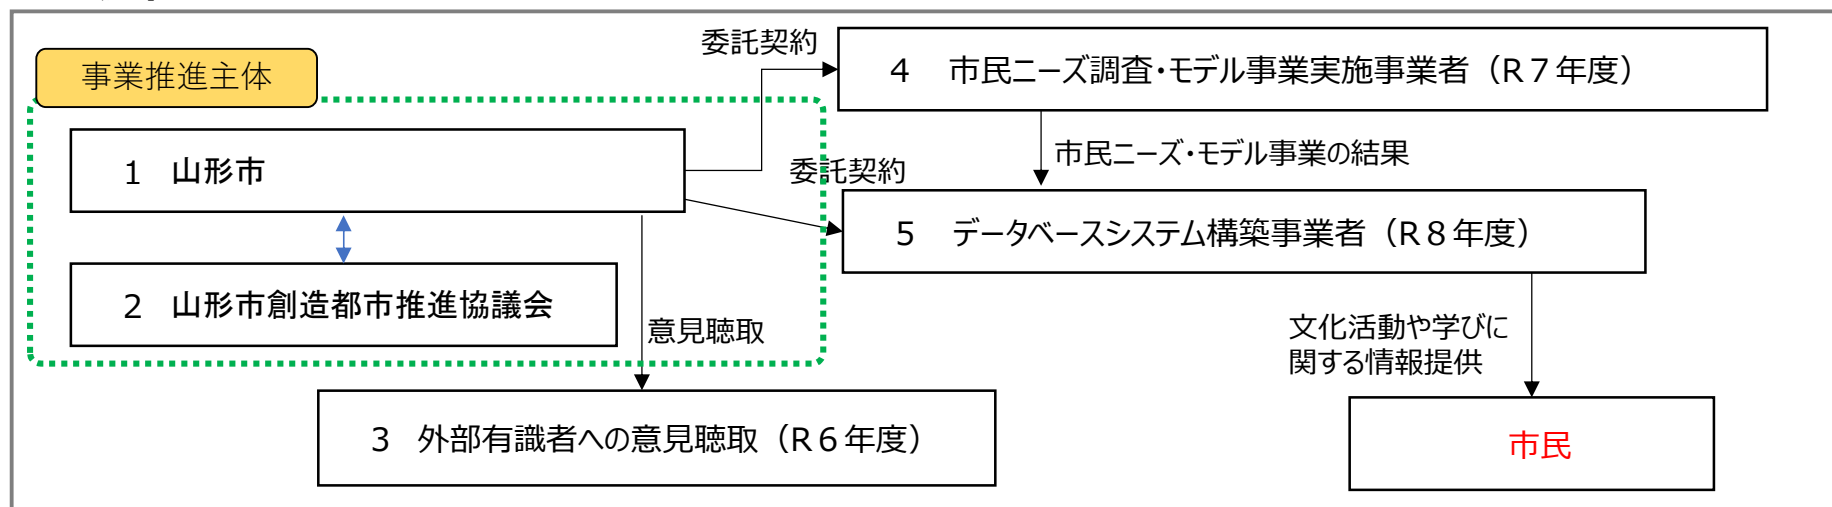 委託契約
4 市民ニーズ調査・モデル事業実施事業者（R７年度）
事業推進主体
1 山形市
市民ニーズ・モデル事業の結果
委託契約
5 データベースシステム構築事業者（R８年度）
2 山形市創造都市推進協議会
意見聴取
文化活動や学びに
関する情報提供
3 外部有識者への意見聴取（R６年度）
市民